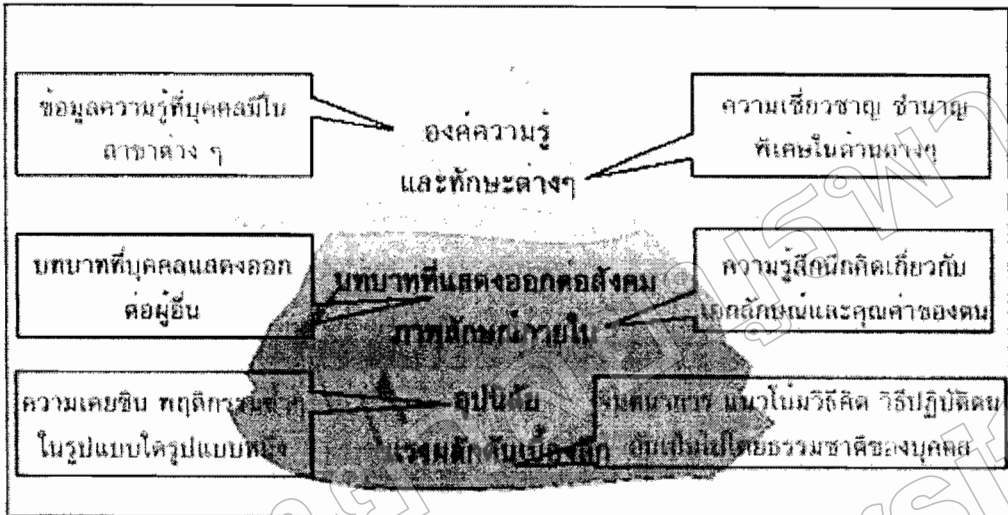 ข้อมูลความรู้ที่บุคคลมีใน
สาขาต่าง ๆ
องค์ความรู้
และทักษะต่างๆ
ความเชี่ยวชาญ ชำนาญ
พิเศษในด้านต่างๆ
บทบาทที่บุคคลแสดงออก
ต่อผู้อื่น
บทบาทที่แสดงออกต่อสังคม
ภาพลักษณ์ภายใน
ความรู้สึกนึกคิดเกี่ยวกับ
เอกลักษณ์และคุณค่าของตน
ความเคยชิน พฤติกรรมซ้ำๆ
ในรูปแบบใดรูปแบบหนึ่ง
อุปนิสัย
แรงผลักดันเบื้องลึก
จินตนาการ แนวโน้มวิธีคิด วิธีปฏิบัติตน
อันเป็นไปโดยธรรมชาติของบุคคล